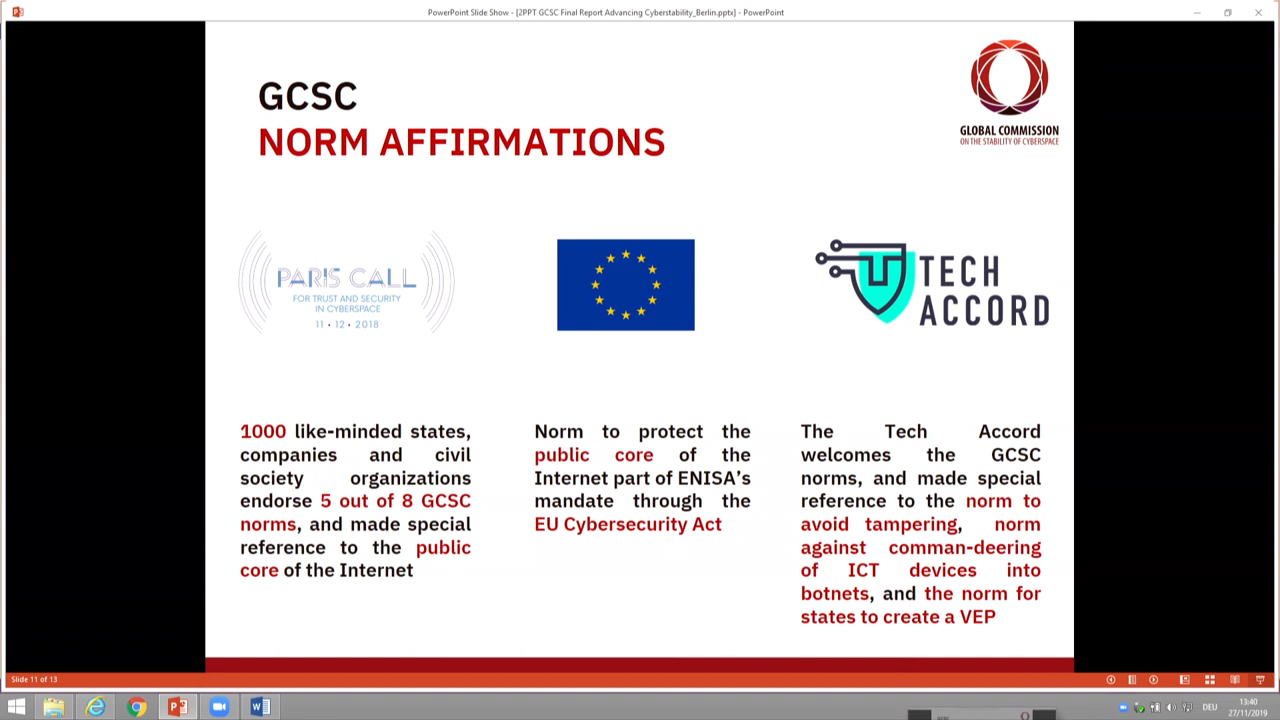 PowerPoint Slide Show - [2PPT GCSC Final Report Advancing Cyberstability_Berlin.pptx] - PowerPoint
GCSC
NORM AFFIRMATIONS
GLOBAL COMMISSION
ON THE STABILITY OF CYBERSPACE
PARIS CALL
FOR TRUST AND SECURITY
IN CYBERSPACE
11 • 12 • 2018
TECH
ACCORD
1000 like-minded states,
companies and civil
society organizations
endorse 5 out of 8 GCSC
norms, and made special
reference to the public
core of the Internet
Norm to protect the
public core of the
Internet part of ENISA's
mandate through the
EU Cybersecurity Act
The Tech Accord
welcomes the GCSC
norms, and made special
reference to the norm to
avoid tampering, norm
against comman-deering
of ICT devices into
botnets, and the norm for
states to create a VEP
Slide 11 of 13
DEU
13:40
27/11/2019